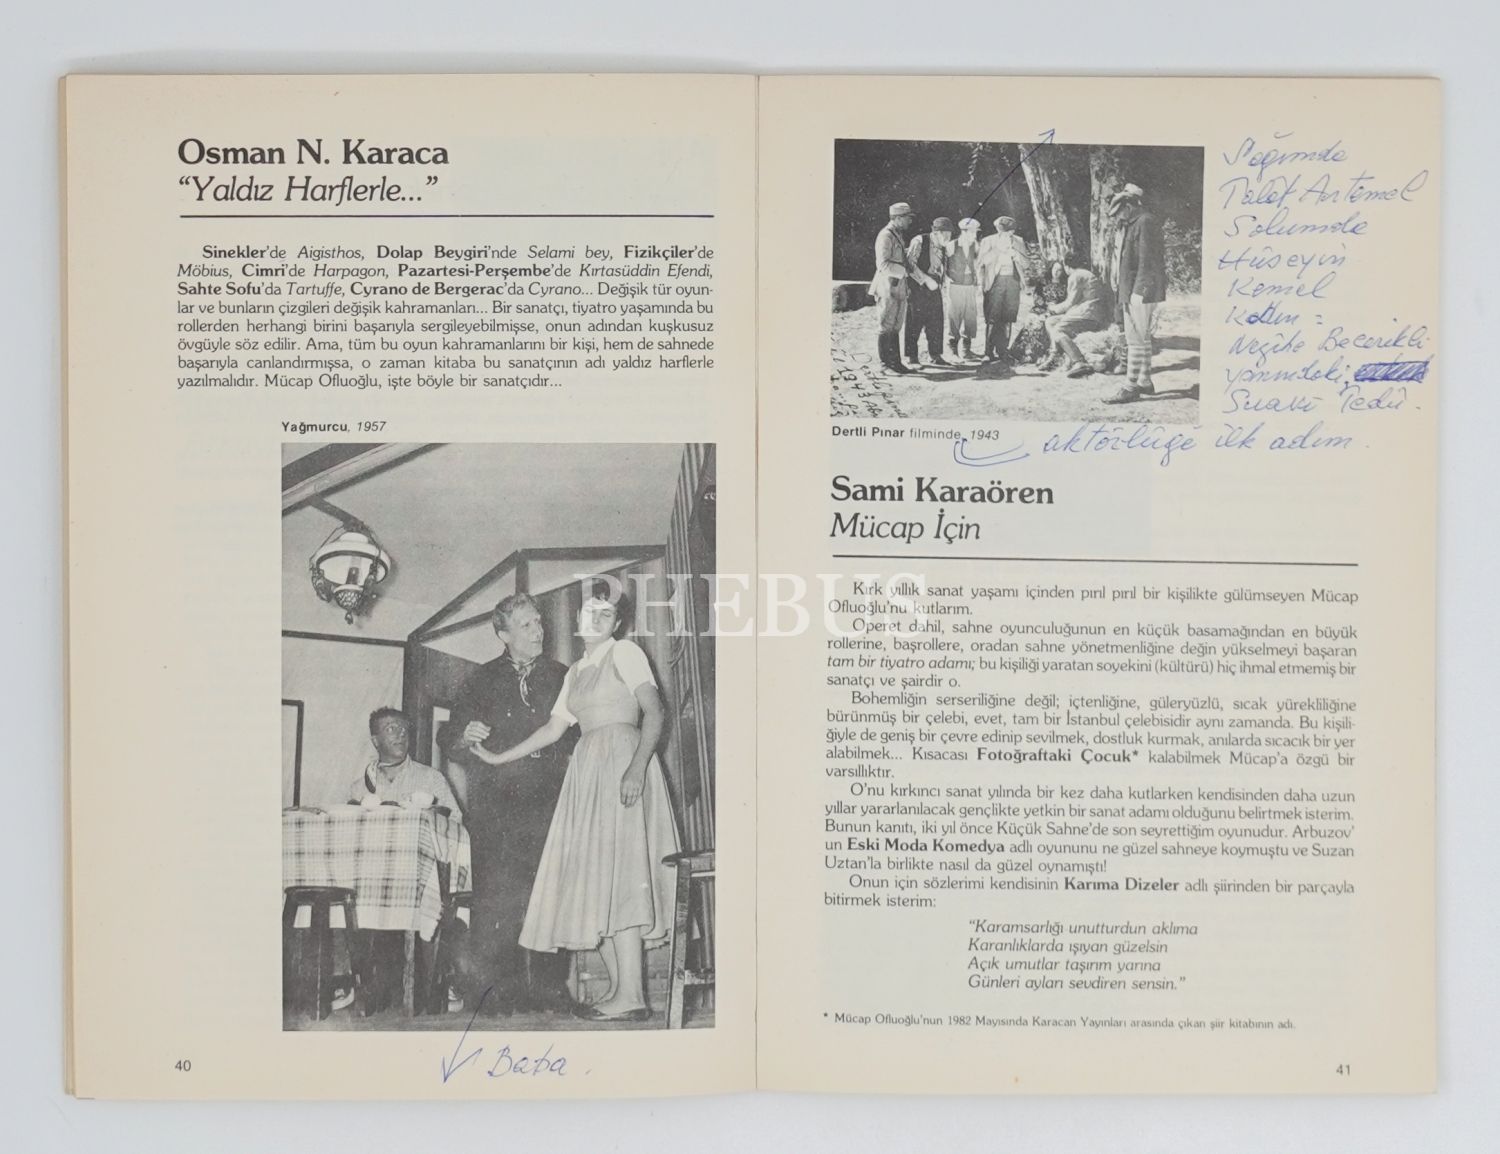 Osman N. Karaca
“Yaldız Harflerle...”
Sinekler’de Aigisthos, Dolap Beygiri’nde Selami bey, Fizikçiler’de
Möbius, Cimri’de Harpagon, Pazartesi-Perşembe’de Kırtasüddin Efendi,
Sahte Sofu’da Tartuffe, Cyrano de Bergerac’da Cyrano... Değişik tür oyun-
lar ve bunların çizgileri değişik kahramanları... Bir sanatçı, tiyatro yaşamında bu
rollerden herhangi birini başarıyla sergileyebilmişse, onun adından kuşkusuz
övgüyle söz edilir. Ama, tüm bu oyun kahramanlarını bir kişi, hem de sahnede
başarıyla canlandırmışsa, o zaman kitaba bu sanatçının adı yaldız harflerle
yazılmalıdır. Mücap Ofluoğlu, işte böyle bir sanatçıdır...
Yağmurcu, 1957
Baba.
40
Sağımda
Talât Artemel
Solumda
Hüseyin
Kemal
Kadın =
Nezihe Becerikli
yanındaki
Suavi Tedü.
Dertli Pınar filminde, 1943
aktörlüğe ilk adım.
Sami Karaören
Mücap İçin
Kırk yıllık sanat yaşamı içinden pırıl pırıl bir kişilikte gülümseyen Mücap
Ofluoğlu’nu kutlarım.
Operet dahil, sahne oyunculuğunun en küçük basamağından en büyük
rollerine, başrollere, oradan sahne yönetmenliğine değin yükselmeyi başaran
tam bir tiyatro adamı; bu kişiliği yaratan soyekini (kültürü) hiç ihmal etmemiş bir
sanatçı ve şairdir o.
Bohemliğin serseriliğine değil; içtenliğine, güleryüzlü, sıcak yürekliliğine
bürünmüş bir çelebi, evet, tam bir İstanbul çelebisidir aynı zamanda. Bu kişili-
ğiyle de geniş bir çevre edinip sevilmek, dostluk kurmak, anılarda sıcacık bir yer
alabilmek... Kısacası Fotoğraftaki Çocuk* kalabilmek Mücap’a özgü bir
varsıllıktır.
O’nu kırkıncı sanat yılında bir kez daha kutlarken kendisinden daha uzun
yıllar yararlanılacak gençlikte yetkin bir sanat adamı olduğunu belirtmek isterim.
Bunun kanıtı, iki yıl önce Küçük Sahne’de son seyrettiğim oyunudur. Arbuzov’
un Eski Moda Komedya adlı oyununu ne güzel sahneye koymuştu ve Suzan
Uztan’la birlikte nasıl da güzel oynamıştı!
Onun için sözlerimi kendisinin Karıma Dizeler adlı şiirinden bir parçayla
bitirmek isterim:
“Karamsarlığı unutturdun aklıma
Karanlıklarda ışıyan güzelsin
Açık umutlar taşırım yarına
Günleri ayları sevdiren sensin.”
* Mücap Ofluoğlu’nun 1982 Mayısında Karacan Yayınları arasında çıkan şiir kitabının adı.
41
PHEBUS